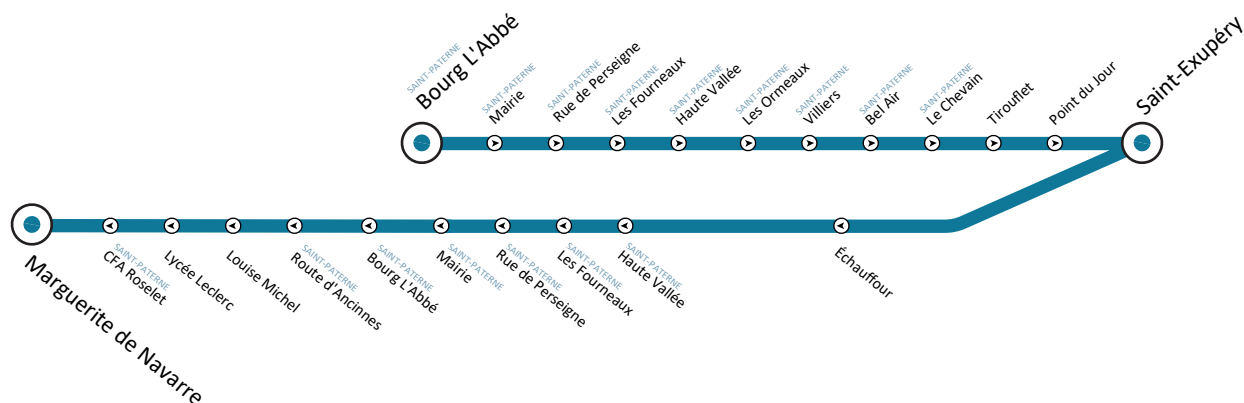 SAINT-PATERNE
Bourg L'Abbé
SAINT-PATERNE
Mairie
SAINT-PATERNE
Rue de Perseigne
SAINT-PATERNE
Les Fourneaux
SAINT-PATERNE
Haute Vallée
SAINT-PATERNE
Les Ormeaux
SAINT-PATERNE
Villiers
SAINT-PATERNE
Bel Air
SAINT-PATERNE
Le Chevain
Tirouflet
Point du Jour
Saint-Exupéry
Marguerite de Navarre
SAINT-PATERNE
CFA Roselet
Lycée Leclerc
Louise Michel
SAINT-PATERNE
Route d'Ancinnes
SAINT-PATERNE
Bourg L'Abbé
SAINT-PATERNE
Mairie
SAINT-PATERNE
Rue de Perseigne
SAINT-PATERNE
Les Fourneaux
SAINT-PATERNE
Haute Vallée
Échauffour